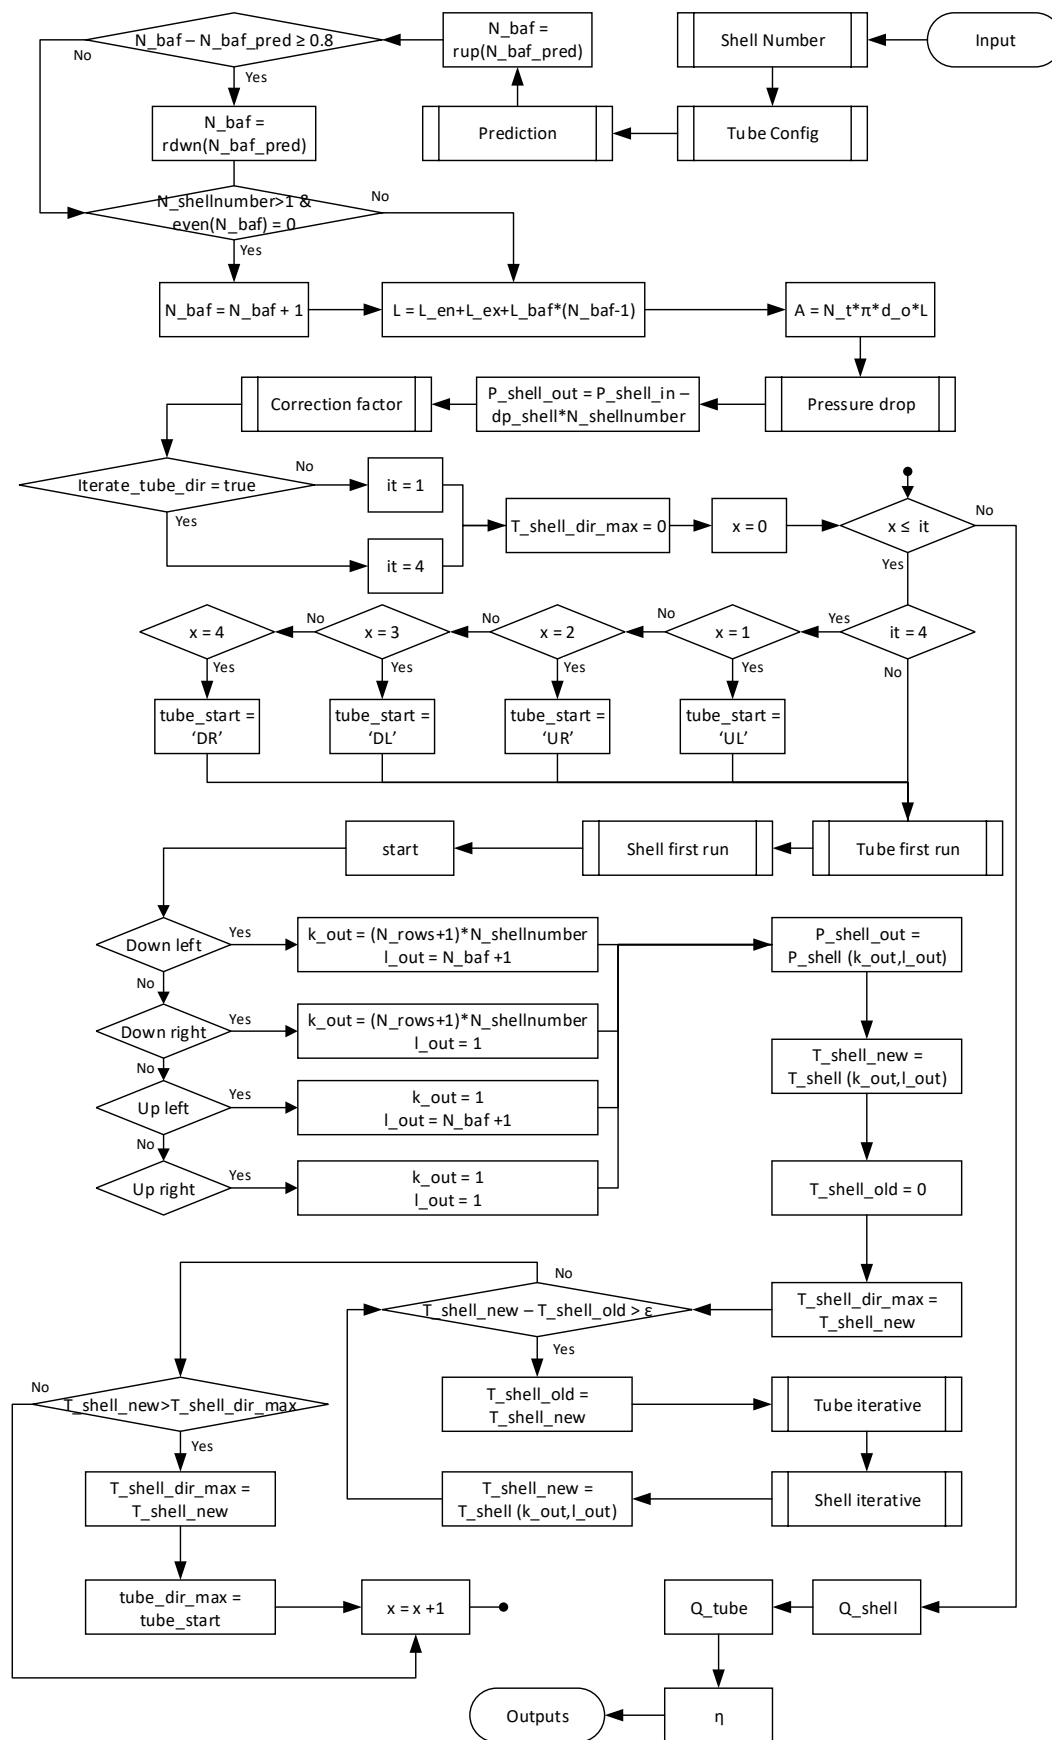 N_baf – N_baf_pred ≥ 0.8
N_baf =
rup(N_baf_pred)
Shell Number
Input
No
Yes
N_baf =
rdwn(N_baf_pred)
Prediction
Tube Config
N_shellnumber>1 &
even(N_baf) = 0
No
Yes
N_baf = N_baf + 1
L = L_en+L_ex+L_baf*(N_baf-1)
A = N_t*π*d_o*L
Correction factor
P_shell_out = P_shell_in –
dp_shell*N_shellnumber
Pressure drop
Iterate_tube_dir = true
No
Yes
it = 1
it = 4
T_shell_dir_max = 0
x = 0
x ≤ it
No
Yes
x = 4
No
x = 3
No
x = 2
No
x = 1
Yes
it = 4
Yes
Yes
Yes
Yes
No
tube_start =
‘DR’
tube_start =
‘DL’
tube_start =
‘UR’
tube_start =
‘UL’
start
Shell first run
Tube first run
Down left
Yes
No
k_out = (N_rows+1)*N_shellnumber
l_out = N_baf +1
P_shell_out =
P_shell (k_out,l_out)
Down right
Yes
No
k_out = (N_rows+1)*N_shellnumber
l_out = 1
T_shell_new =
T_shell (k_out,l_out)
Up left
Yes
No
k_out = 1
l_out = N_baf +1
Up right
Yes
k_out = 1
l_out = 1
T_shell_old = 0
No
T_shell_new – T_shell_old > ε
Yes
T_shell_dir_max =
T_shell_new
No
T_shell_new>T_shell_dir_max
Yes
T_shell_old =
T_shell_new
Tube iterative
T_shell_dir_max =
T_shell_new
T_shell_new =
T_shell (k_out,l_out)
Shell iterative
tube_dir_max =
tube_start
x = x +1
Q_tube
Q_shell
Outputs
η